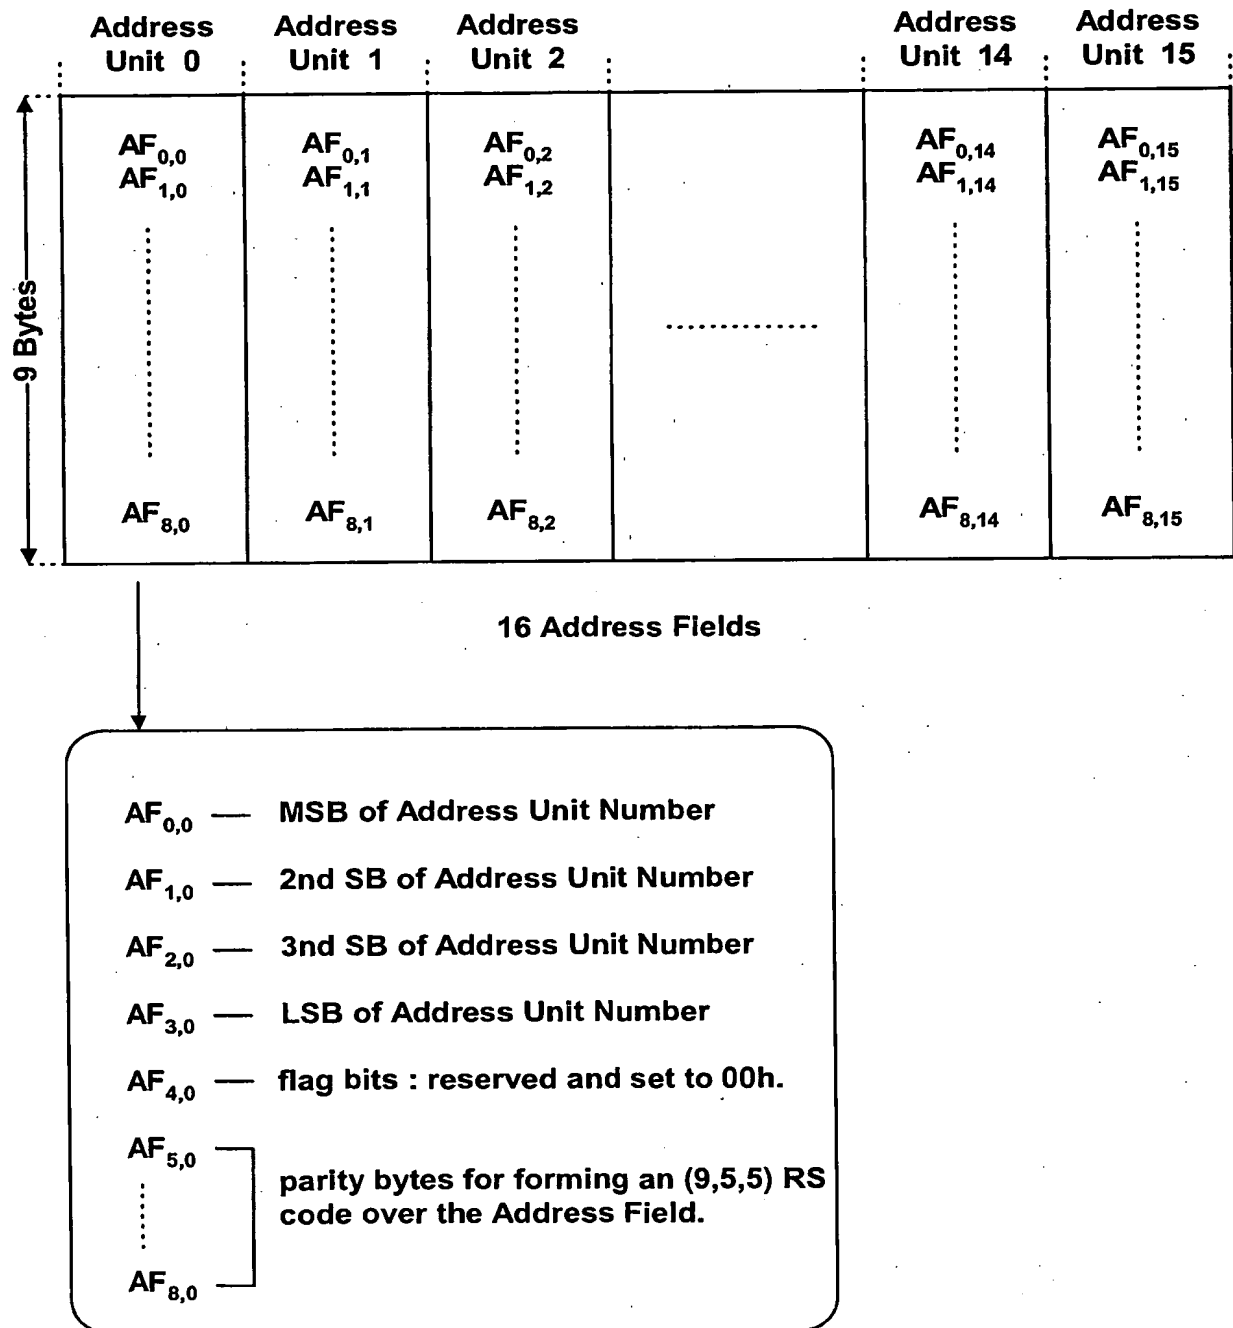 Address Address Address Address Address
Unit 0 Unit 1 Unit 2 Unit 14 Unit 15
AF0,0 AF0,1 AF0,2 AF0,14 AF0,15
AF1,0 AF1,1 AF1,2 AF1,14 AF1,15
9 Bytes
AF8,0 AF8,1 AF8,2 AF8,14 AF8,15
16 Address Fields
AF0,0 — MSB of Address Unit Number
AF1,0 — 2nd SB of Address Unit Number
AF2,0 — 3nd SB of Address Unit Number
AF3,0 — LSB of Address Unit Number
AF4,0 — flag bits : reserved and set to 00h.
AF5,0
parity bytes for forming an (9,5,5) RS
code over the Address Field.
AF8,0